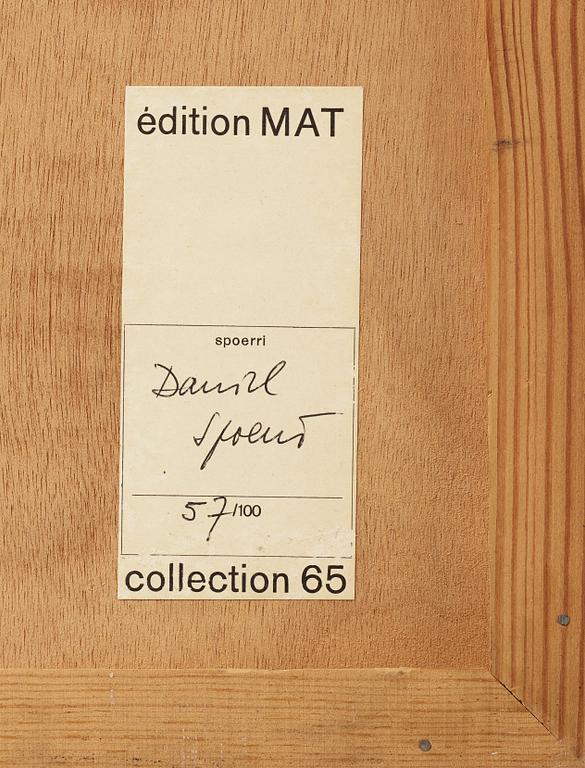 édition MAT
spoerri
Daniel
Spoerri
57/100
collection 65